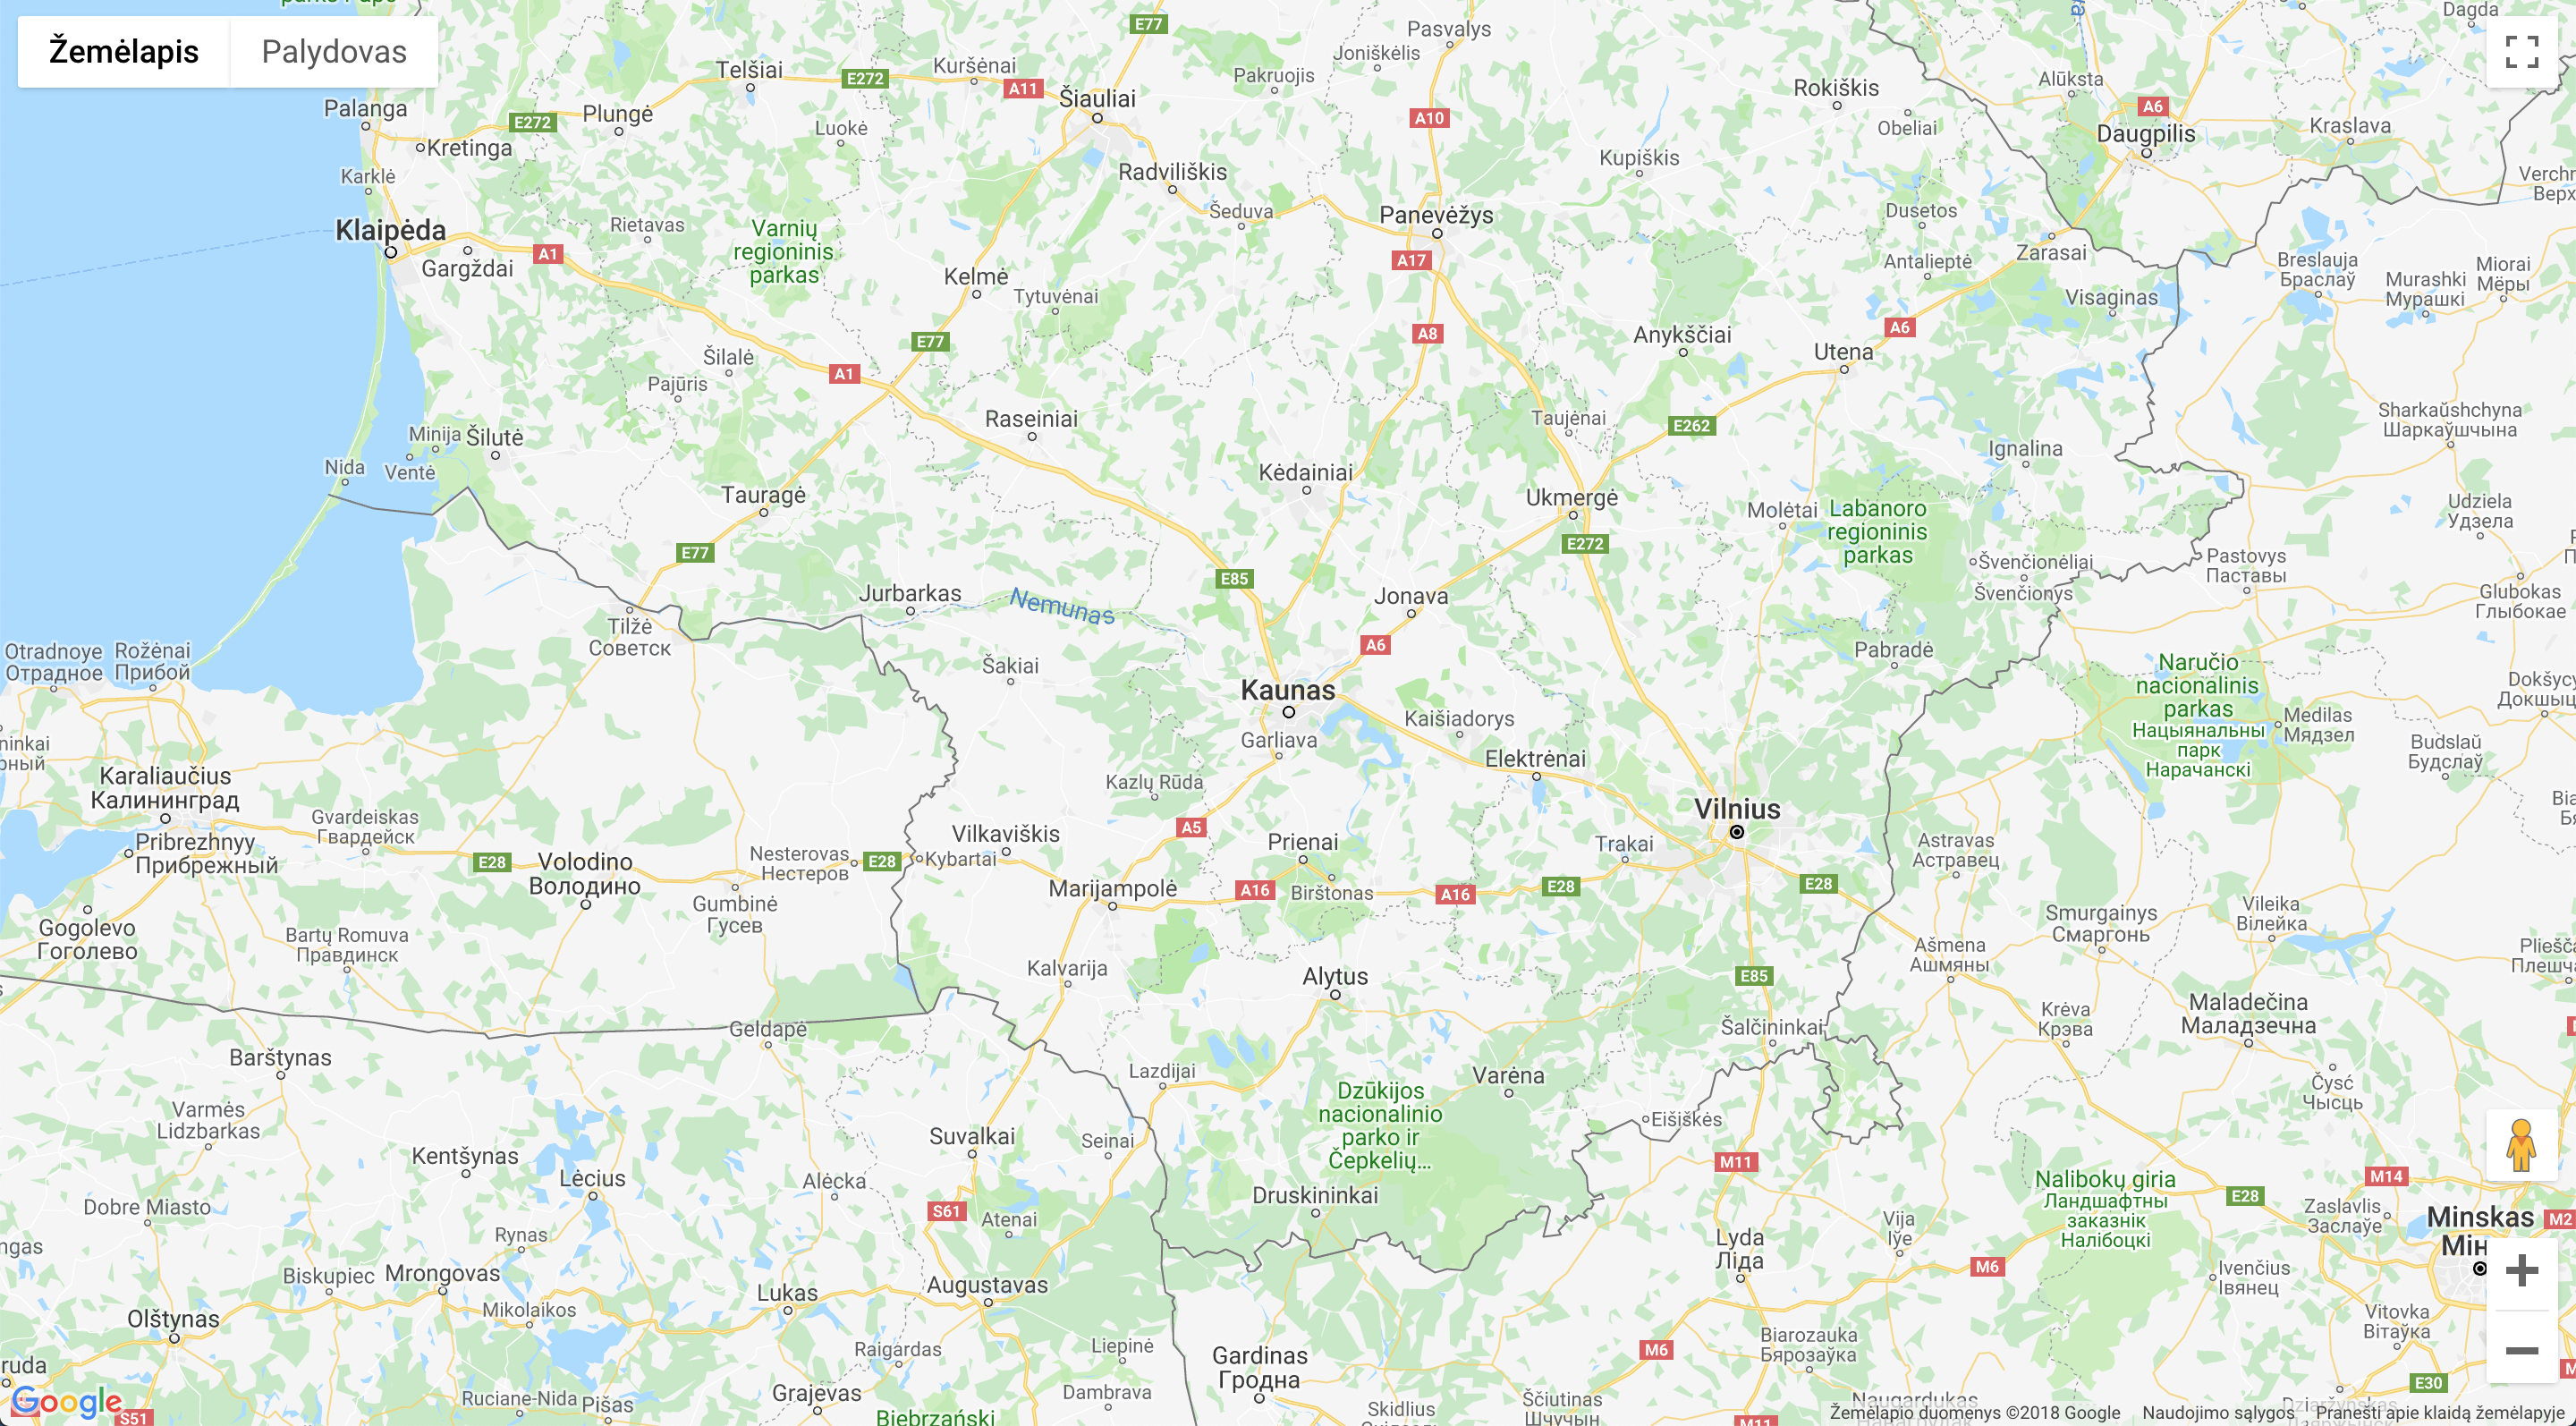 Žemėlapis
Palydovas
E77
Pasvalys
Joniškėlis
Dagda
Telšiai
E272
Kuršėnai
A11
Pakruojis
Rokiškis
Alūksta
A6
Palanga
Plungė
E272
Šiauliai
A10
Obeliai
Daugpilis
Kraslava
Kretinga
Luokė
Radviliškis
Kupiškis
Karklė
Šeduva
Panevėžys
Dusetos
Klaipėda
A1
Gargždai
Rietavas
Varnių
regioninis
parkas
Kelmė
Tytuvėnai
A17
Antalieptė
Zarasai
Breslauja
Браслаў
Miorai
Мёры
Murashki
Мурашкі
Visaginas
A8
A6
E77
Anykščiai
Utena
Šilalė
A1
Pajūris
Raseiniai
Taujėnai
E262
Sharkaŭshchyna
Шаркаўшчына
Minija
Šilutė
Ignalina
Nida
Ventė
Kėdainiai
Tauragė
Ukmergė
Molėtai
Labanoro
regioninis
parkas
Udziela
Удзела
E77
E272
Švenčionėliai
Švenčionys
Pastovys
Паставы
E85
Jurbarkas
Nemunas
Jonava
Glubokas
Глыбокае
Tilžė
Советск
A6
Pabradė
Otradnoye
Отрадное
Rožėnai
Прибой
Šakiai
Kaunas
Naručio
nacionalinis
parkas
Нацыянальны
парк
Нарачанскі
Medilas
Мядзел
Garliava
Kaišiadorys
Elektrėnai
Budslaŭ
Будслаў
Karaliaučius
Калининград
Kazlų Rūda
Vilnius
Gvardeiskas
Гвардейск
Vilkaviškis
A5
Prienai
Trakai
Astravas
Астравец
Pribrezhnyy
Прибрежный
E28
Volodino
Володино
Nesterovas
Нестеров
E28
Kybartai
Marijampolė
A16
Birštonas
A16
E28
E28
Gumbinė
Гусев
Gogolevo
Гоголево
Bartų Romuva
Правдинск
Smurgainys
Смаргонь
Vileika
Вілейка
Kalvarija
Alytus
E85
Ašmena
Ашмяны
Geldapė
Šalčininkai
Krėva
Крэва
Maladečina
Маладзечна
Barštynas
Lazdijai
Varėna
Čysć
Чысць
Varmės
Lidzbarkas
Dzūkijos
nacionalinio
parko ir
Čepkelių...
Eišiškės
Kentšynas
Suvalkai
Seinai
M11
Lėcius
Alėcka
Druskininkai
Nalibokų giria
Ландшафтны
заказнік
Налібоцкі
M14
E28
Dobre Miasto
S61
Atenai
Zaslavlis
Заслаўе
Minskas
M2
Rynas
Lyda
Ліда
Vija
Іўе
M6
Biskupiec
Mrongovas
Augustavas
Ivenčius
Івянец
Lukas
Mikolaikos
Olštynas
Vitovka
Вітаўка
Biarozauka
Бярозаўка
M6
Raigardas
Liepinė
Gardinas
Гродна
E30
Google
Ruciane-Nida
Pišas
Grajevas
Dambrava
Ščiutinas
Шчучын
Skidlius
S51
Biebrzański
M11
Žemėlapio duomenys ©2018 Google
Naudojimo sąlygos
Pranešti apie klaidą žemėlapyje